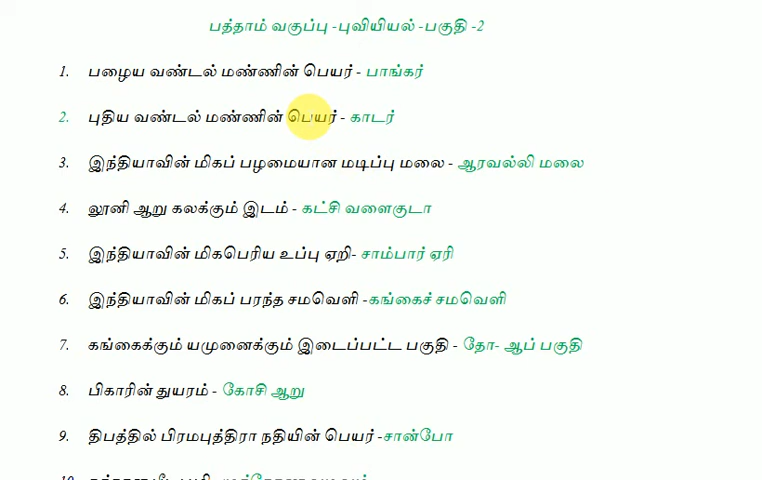 பத்தாம் வகுப்பு -புவியியல் -பகுதி -2
1. பழைய வண்டல் மண்ணின் பெயர் - பாங்கர்
2. புதிய வண்டல் மண்ணின் பெயர் - காடர்
3. இந்தியாவின் மிகப் பழமையான மடிப்பு மலை - ஆரவல்லி மலை
4. லூனி ஆறு கலக்கும் இடம் - கட்சி வளைகுடா
5. இந்தியாவின் மிகபெரிய உப்பு ஏறி- சாம்பார் ஏரி
6. இந்தியாவின் மிகப் பரந்த சமவெளி -கங்கைச் சமவெளி
7. கங்கைக்கும் யமுனைக்கும் இடைப்பட்ட பகுதி - தோ- ஆப் பகுதி
8. பிகாரின் துயரம் - கோசி ஆறு
9. திபத்தில் பிரமபுத்திரா நதியின் பெயர் -சான்போ